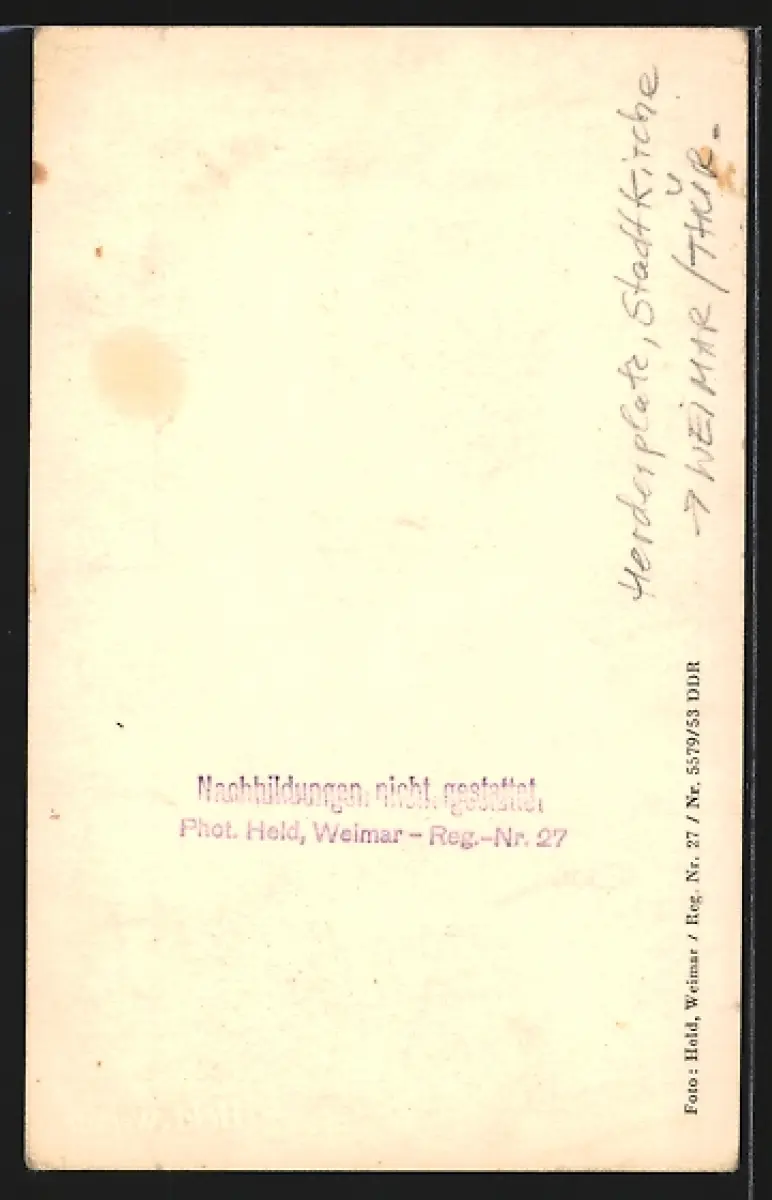 Herderplatz, Stadtkirche
→ WEIMAR / THÜR.
Nachbildungen nicht gestattet.
Phot. Held, Weimar – Reg.-Nr. 27
Foto: Held, Weimar / Reg. Nr. 27 / Nr. 5579/53 DDR